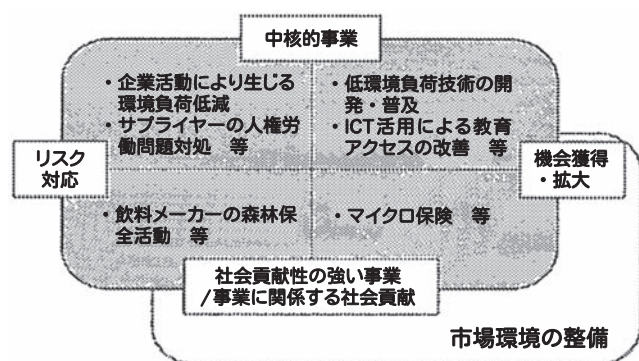 中核的事業
・企業活動により生じる
環境負荷低減
・サプライヤーの人権労
働問題対処　等
・低環境負荷技術の開
発・普及
・ICT活用による教育
アクセスの改善　等
リスク
対応
機会獲得
・拡大
・飲料メーカーの森林保
全活動　等
・マイクロ保険　等
社会貢献性の強い事業
/事業に関係する社会貢献
市場環境の整備